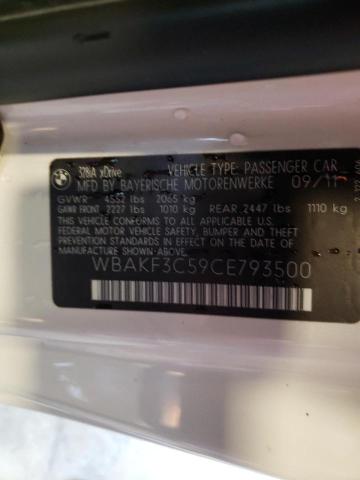 328iA xDrive VEHICLE TYPE: PASSENGER CAR
MFD BY BAYERISCHE MOTORENWERKE 09/11
GVWR 4552 lbs 2065 kg
GAWR FRONT 2227 lbs 1010 kg REAR 2447 lbs 1110 kg
THIS VEHICLE CONFORMS TO ALL APPLICABLE U.S.
FEDERAL MOTOR VEHICLE SAFETY, BUMPER AND THEFT
PREVENTION STANDARDS IN EFFECT ON THE DATE OF
MANUFACTURE SHOWN ABOVE.
WBAKF3C59CE793500